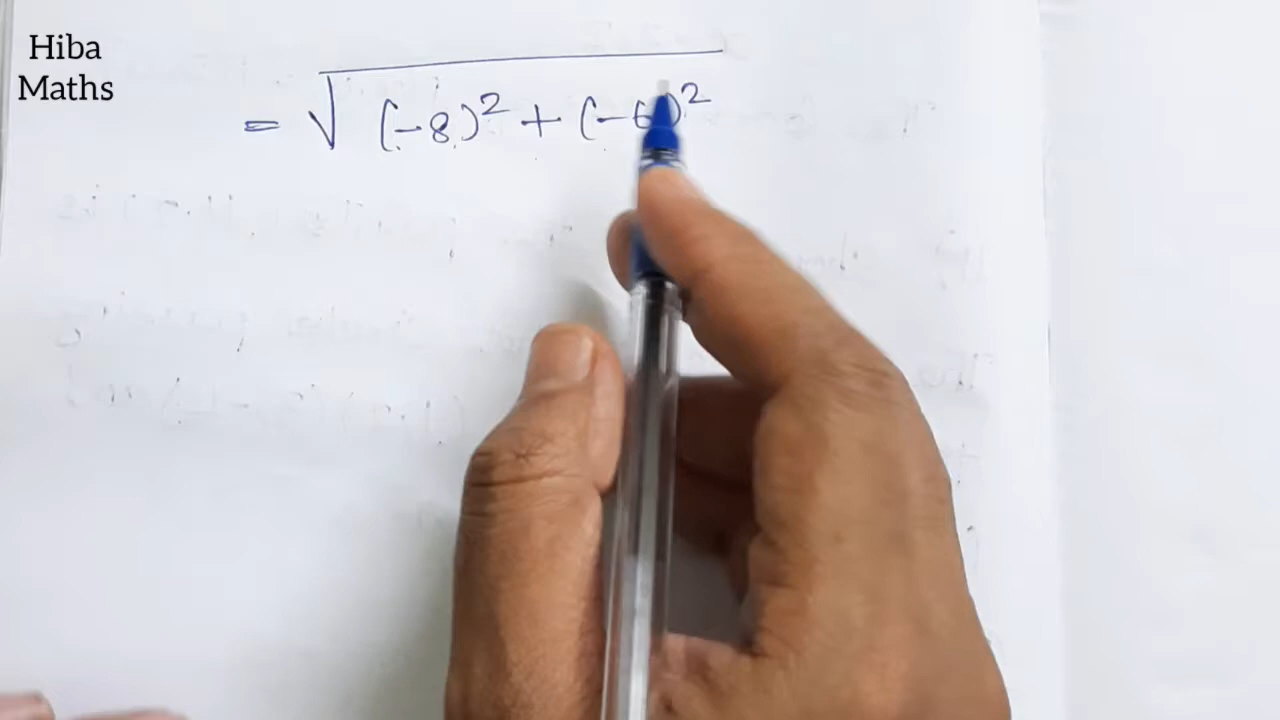 Hiba
Maths
= √(-8)² + (-6)²